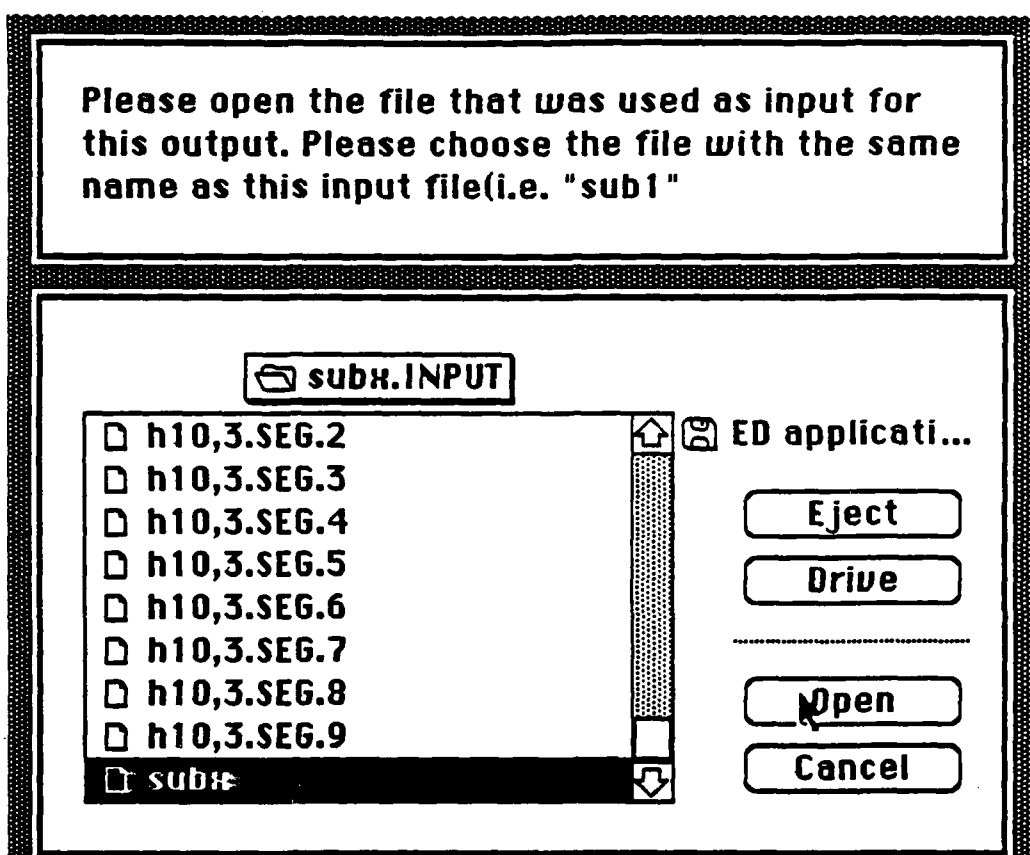 Please open the file that was used as input for
this output. Please choose the file with the same
name as this input file(i.e. "sub1"
subx.INPUT
h10,3.SEG.2
h10,3.SEG.3
h10,3.SEG.4
h10,3.SEG.5
h10,3.SEG.6
h10,3.SEG.7
h10,3.SEG.8
h10,3.SEG.9
subx
ED applicati...
Eject
Drive
Open
Cancel